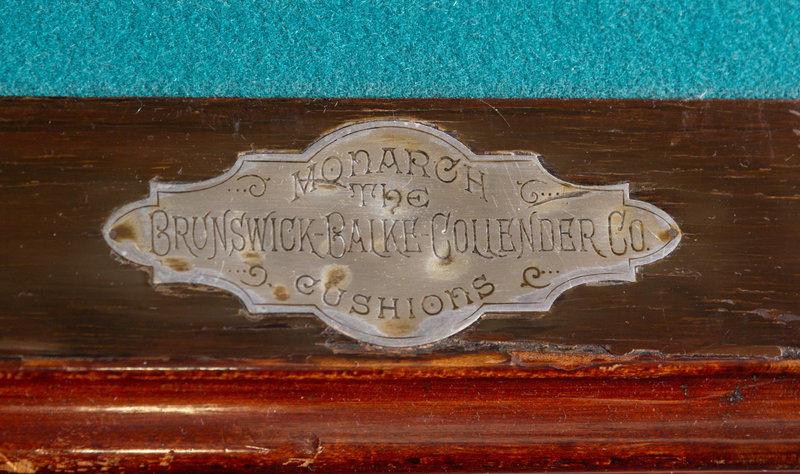 MONARCH
THE
BRUNSWICK-BALKE-COLLENDER CO.
CUSHIONS